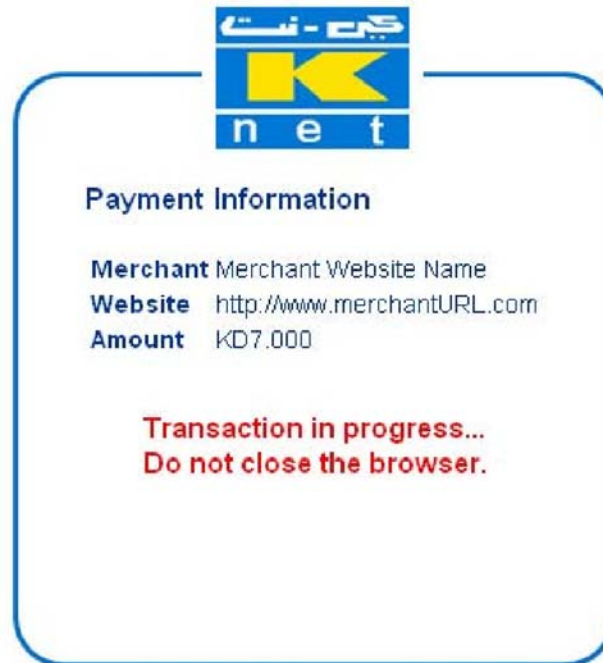 كي-نت
K
net
Payment Information
Merchant Merchant Website Name
Website http://www.merchantURL.com
Amount KD7.000
Transaction in progress...
Do not close the browser.